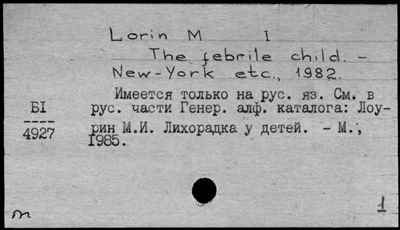 Lorin M I
The febrile child. –
New-York etc., 1982.
Имеется только на рус. яз. См. в
БI рус. части Генер. алф. каталога: Лоу-
4927 рин М.И. Лихорадка у детей. - М.,
1985.
m 1